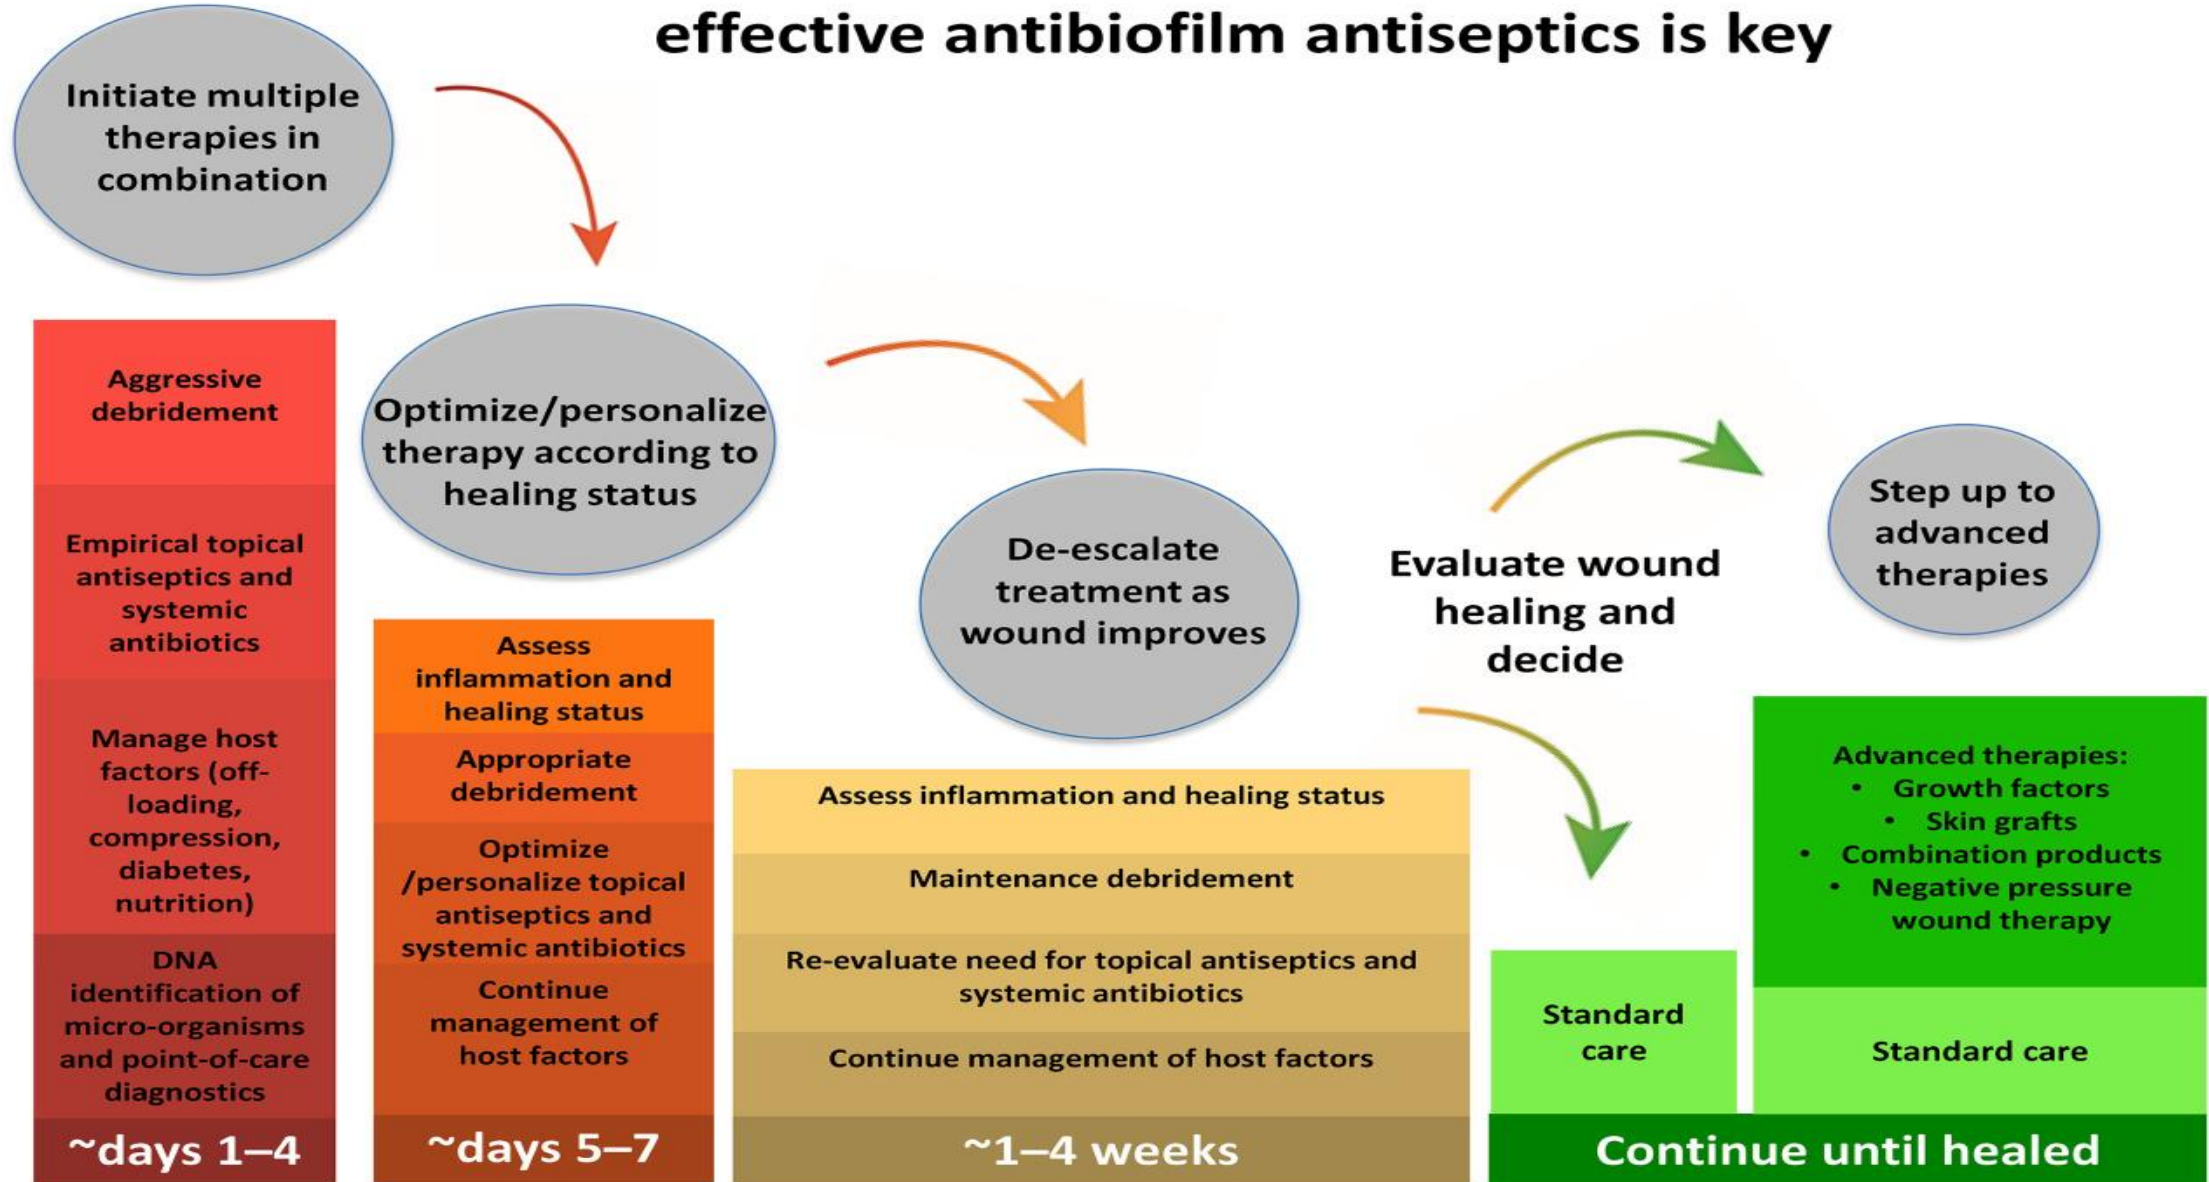 effective antibiofilm antiseptics is key
Initiate multiple
therapies in
combination
Aggressive
debridement
Empirical topical
antiseptics and
systemic
antibiotics
Manage host
factors (off-
loading,
compression,
diabetes,
nutrition)
DNA
identification of
micro-organisms
and point-of-care
diagnostics
~days 1–4
Optimize/personalize
therapy according to
healing status
Assess
inflammation and
healing status
Appropriate
debridement
Optimize
/personalize topical
antiseptics and
systemic antibiotics
Continue
management of
host factors
~days 5–7
De-escalate
treatment as
wound improves
Assess inflammation and healing status
Maintenance debridement
Re-evaluate need for topical antiseptics and
systemic antibiotics
Continue management of host factors
~1–4 weeks
Evaluate wound
healing and
decide
Standard
care
Step up to
advanced
therapies
Advanced therapies:
• Growth factors
• Skin grafts
• Combination products
• Negative pressure
wound therapy
Standard care
Continue until healed